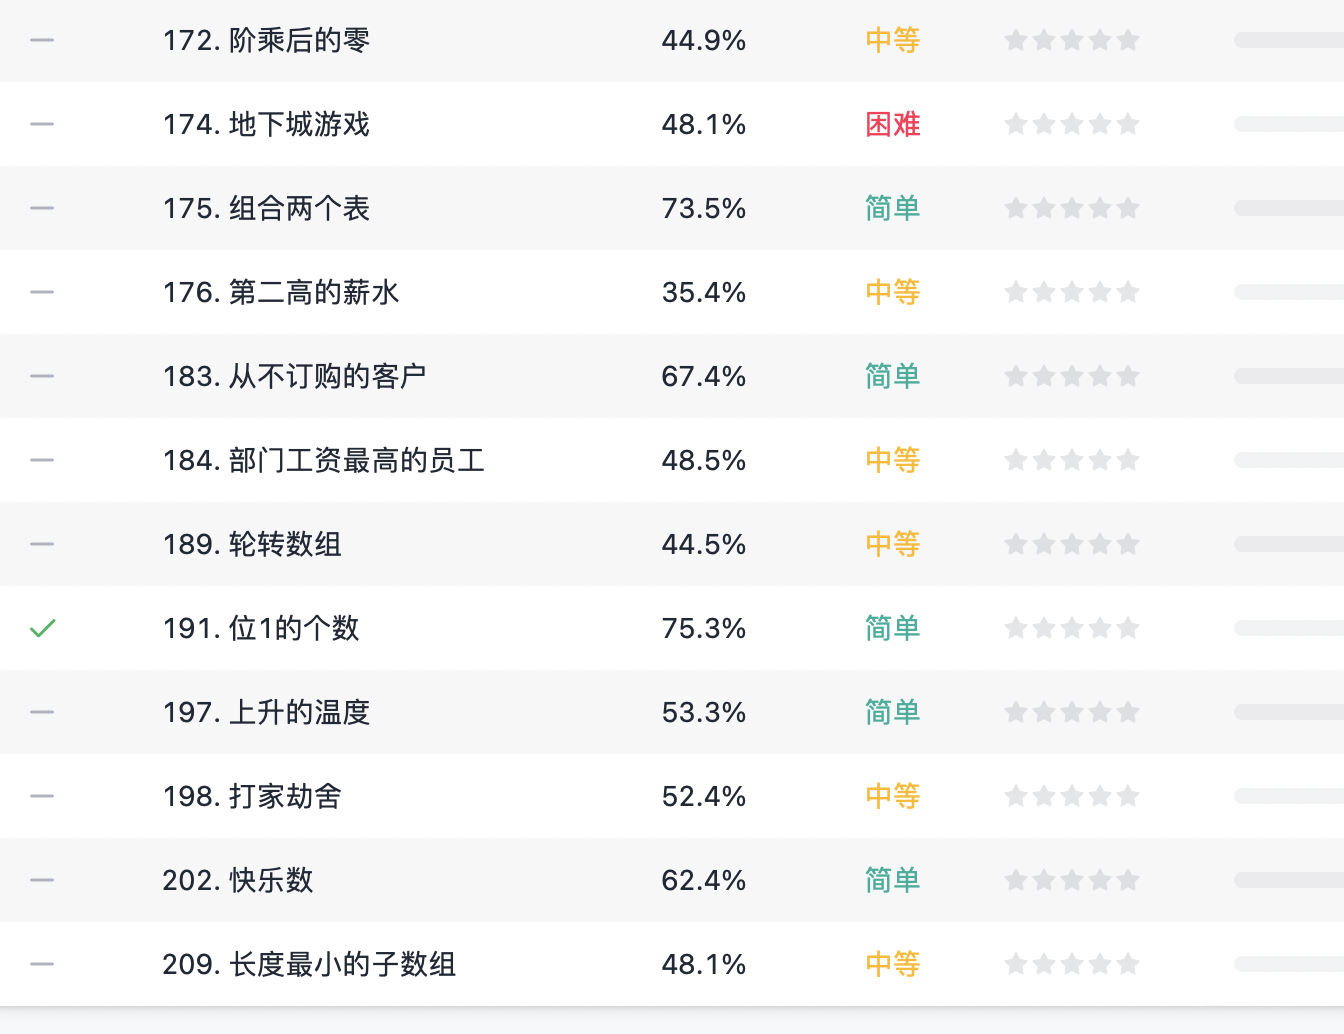 172. 阶乘后的零 44.9% 中等
174. 地下城游戏 48.1% 困难
175. 组合两个表 73.5% 简单
176. 第二高的薪水 35.4% 中等
183. 从不订购的客户 67.4% 简单
184. 部门工资最高的员工 48.5% 中等
189. 轮转数组 44.5% 中等
191. 位1的个数 75.3% 简单
197. 上升的温度 53.3% 简单
198. 打家劫舍 52.4% 中等
202. 快乐数 62.4% 简单
209. 长度最小的子数组 48.1% 中等